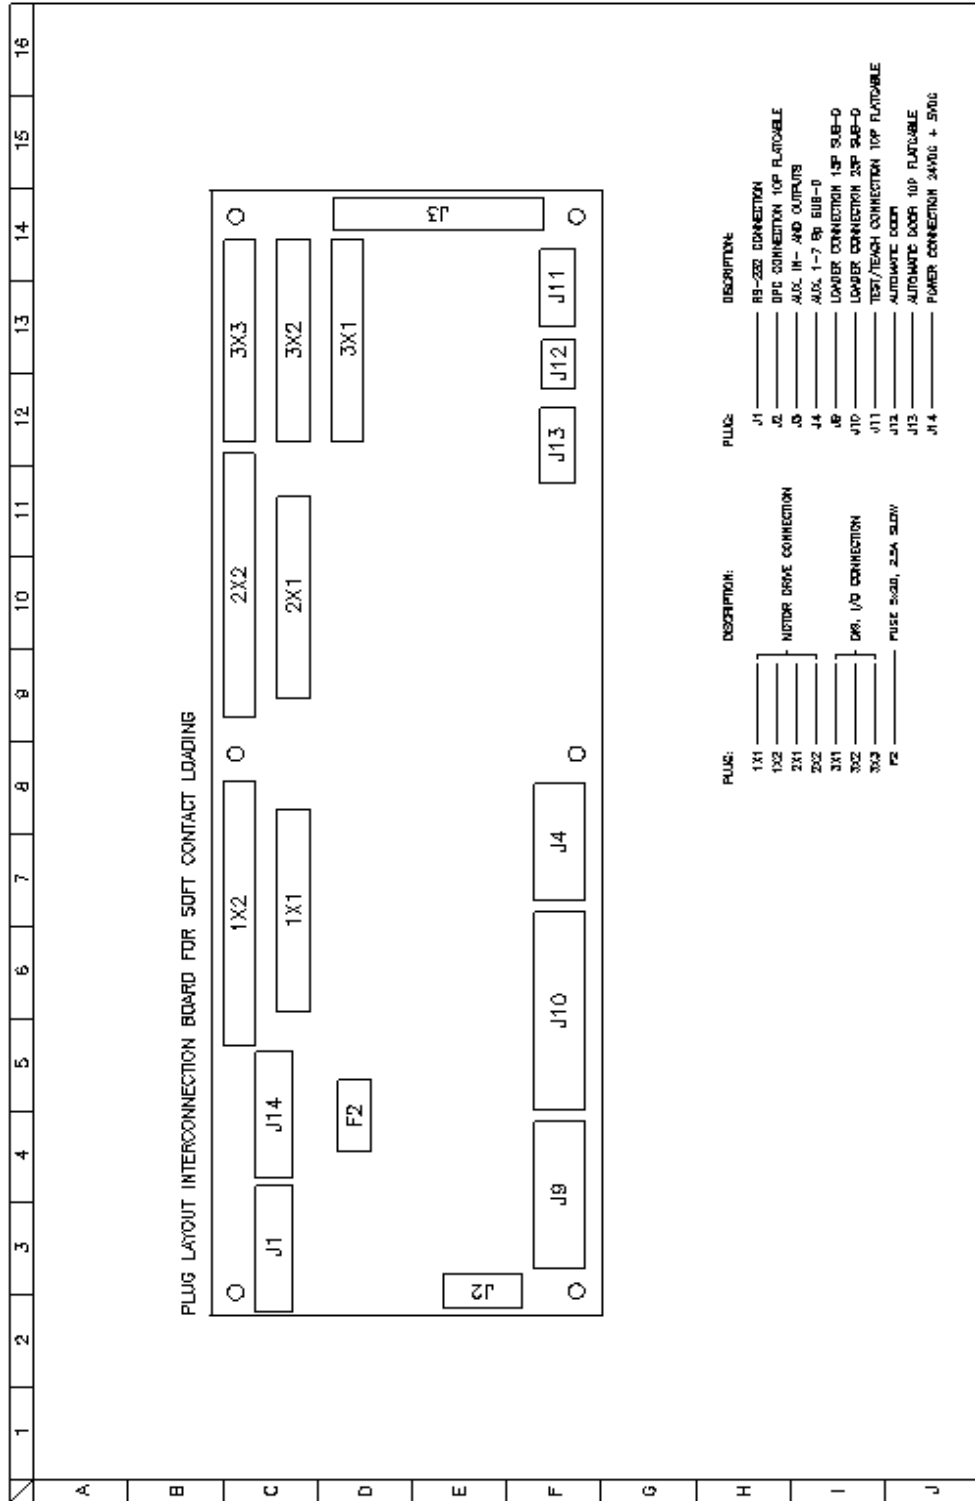 1 2 3 4 5 6 7 8 9 10 11 12 13 14 15 16
A
B
C
D
E
F
G
H
I
J
PLUG LAYOUT INTERCONNECTION BOARD FOR SOFT CONTACT LOADING
1X2 2X2 3X3
J1 J14 1X1 2X1 3X2
F2 3X1
J3
J2
J9 J10 J4 J13 J12 J11
PLUG: DESCRIPTION:
1X1
1X2
2X1
2X2
MOTOR DRIVE CONNECTION
3X1
3X2
3X3
I/O CONNECTION
F2 FUSE 5x20, 2.5A SLOW
PLUG: DESCRIPTION:
J1 RS-232 CONNECTION
J2 CONNECTION 10P FLATCABLE
J3 AUX. IN- AND OUTPUTS
J4 AUX. 1-7 9p SUB-D
J9 LOADER CONNECTION 15P SUB-D
J10 LOADER CONNECTION 25P SUB-D
J11 TEST/TEACH CONNECTION 10P FLATCABLE
J12 AUTOMATIC DOOR
J13 AUTOMATIC DOOR 10P FLATCABLE
J14 POWER CONNECTION 24VDC + 5VDC